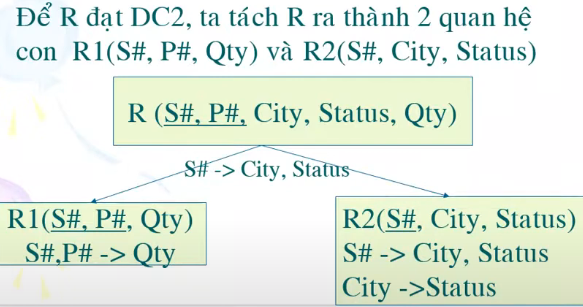 Để R đạt DC2, ta tách R ra thành 2 quan hệ
con R1(S#, P#, Qty) và R2(S#, City, Status)
R (S#, P#, City, Status, Qty)
S# -> City, Status
R1(S#, P#, Qty)
S#,P# -> Qty
R2(S#, City, Status)
S# -> City, Status
City ->Status